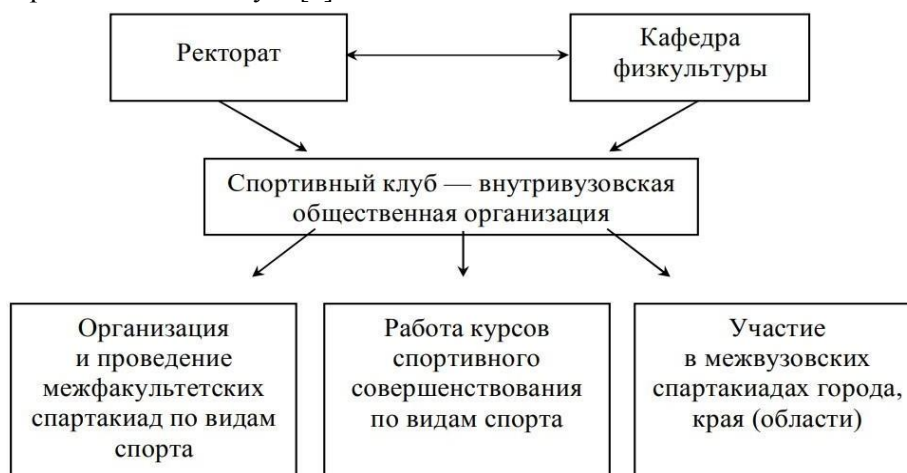 Ректорат
Кафедра
физкультуры
Спортивный клуб — внутривузовская
общественная организация
Организация
и проведение
межфакультетских
спартакиад по видам
спорта
Работа курсов
спортивного
совершенствования
по видам спорта
Участие
в межвузовских
спартакиадах города,
края (области)